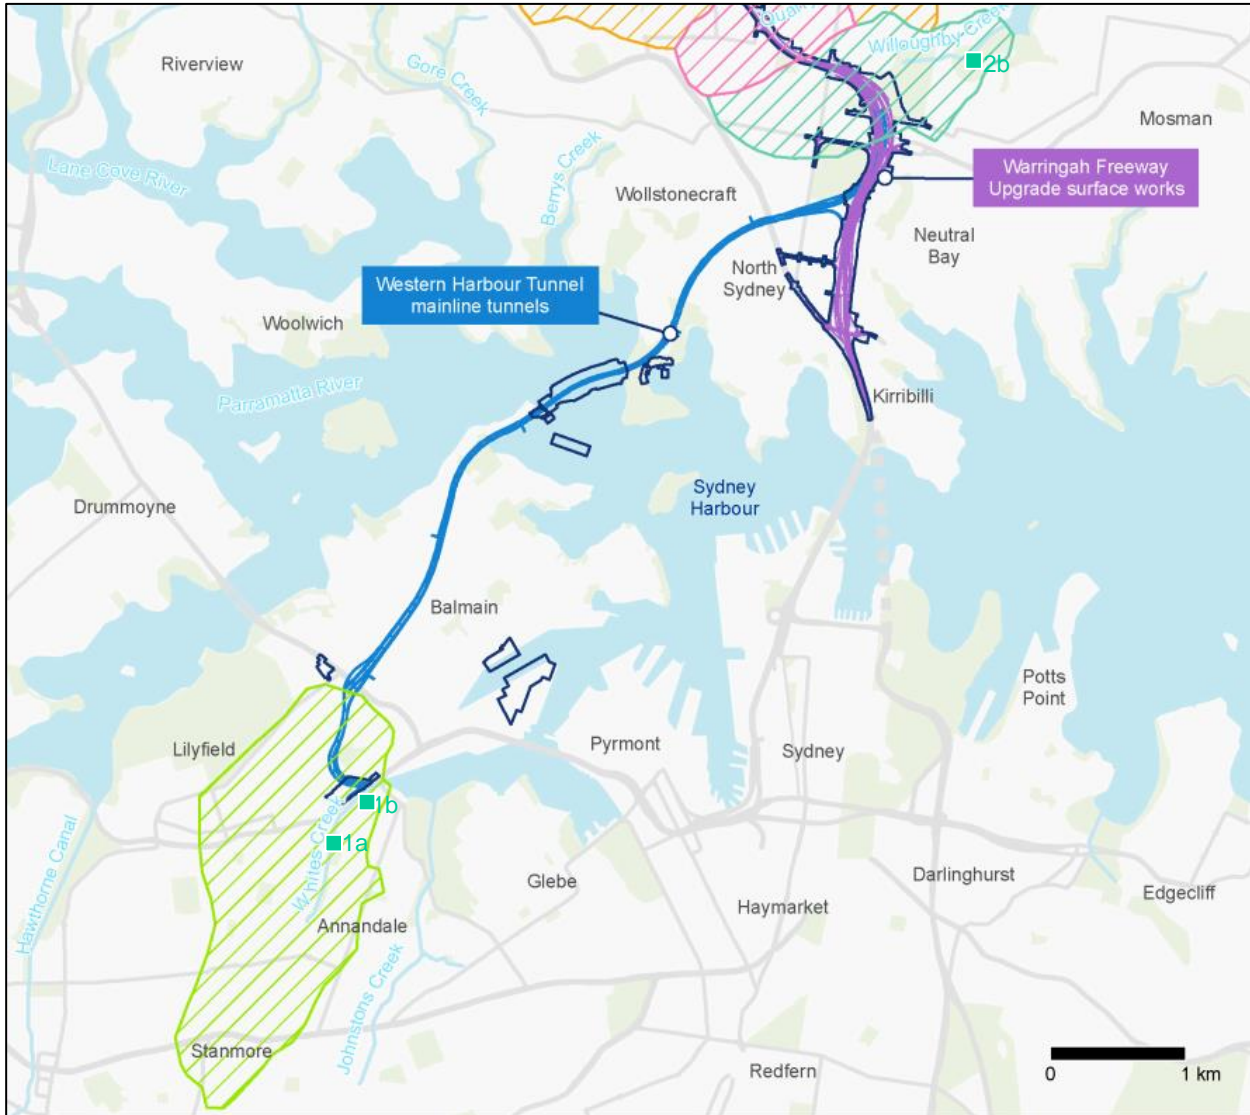 Quarry
Willoughby Creek
Riverview
Gore Creek
2b
Mosman
Lane Cove River
Berrys Creek
Wollstonecraft
Warringah Freeway
Upgrade surface works
Neutral
Bay
North
Sydney
Western Harbour Tunnel
mainline tunnels
Woolwich
Parramatta River
Kirribilli
Sydney
Harbour
Drummoyne
Balmain
Potts
Point
Lilyfield
Pyrmont
Sydney
1b
1a
Whites Creek
Hawthorne Canal
Glebe
Darlinghurst
Edgecliff
Haymarket
Annandale
Johnstons Creek
Stanmore
Redfern
0
1 km